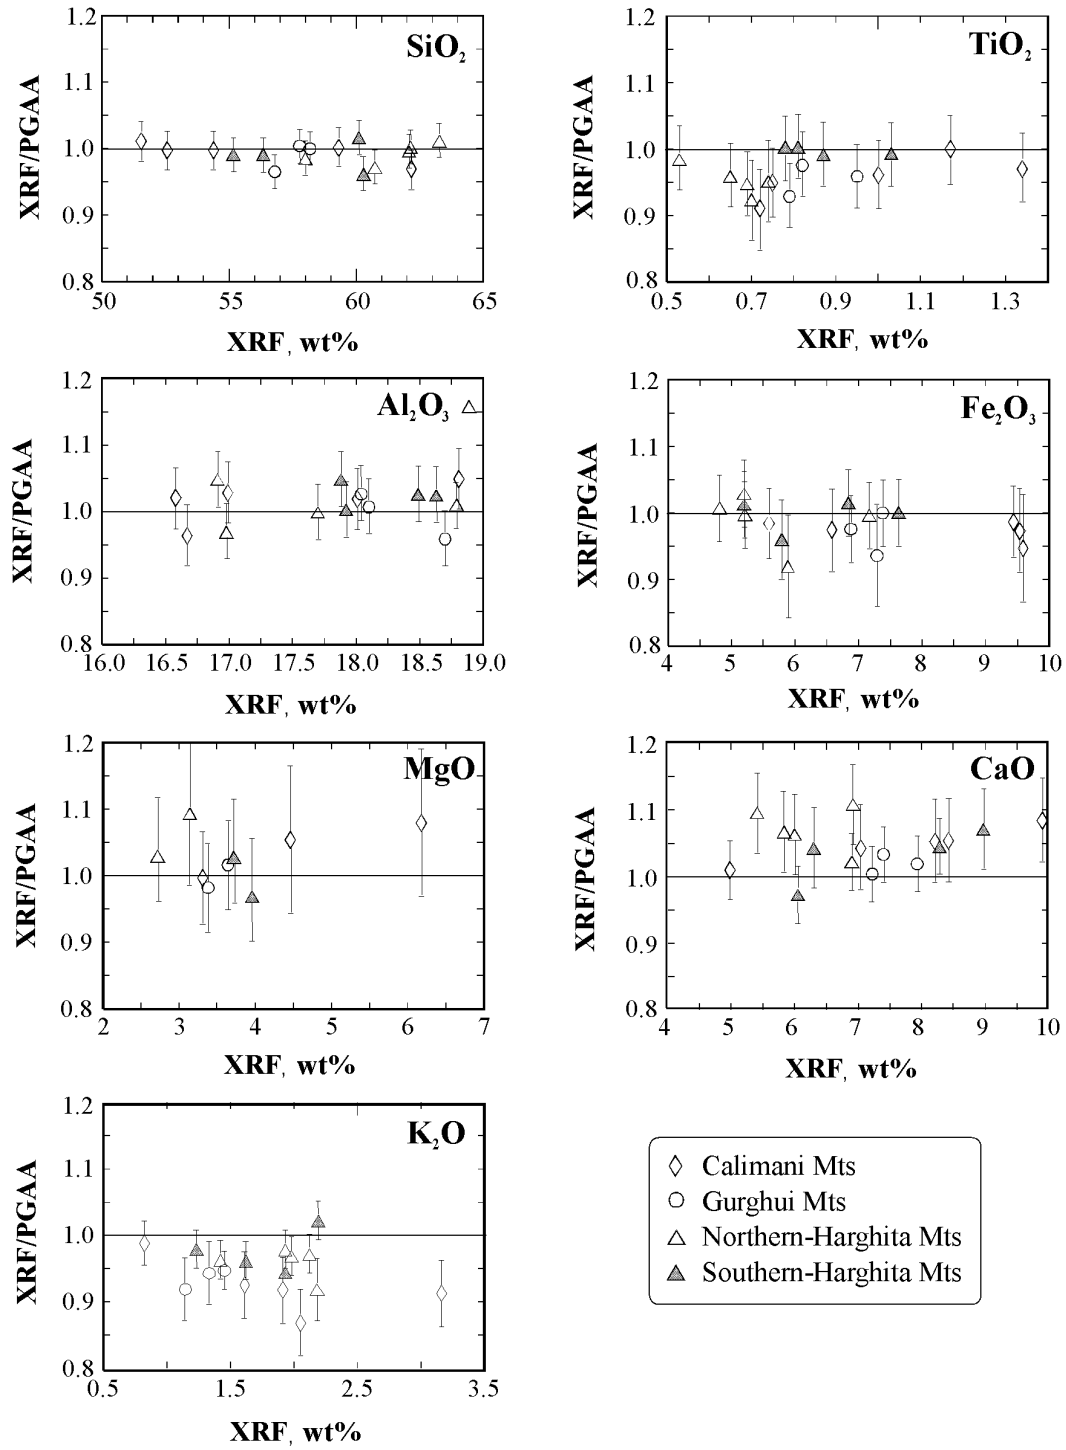 1.2
1.1
1.0
0.9
0.8
XRF/PGAA
SiO₂
50 55 60 65
XRF, wt%
1.2
1.1
1.0
0.9
0.8
XRF/PGAA
TiO₂
0.5 0.7 0.9 1.1 1.3
XRF, wt%
1.2
1.1
1.0
0.9
0.8
XRF/PGAA
Al₂O₃
16.0 16.5 17.0 17.5 18.0 18.5 19.0
XRF, wt%
1.2
1.1
1.0
0.9
0.8
XRF/PGAA
Fe₂O₃
4 5 6 7 8 9 10
XRF, wt%
1.2
1.1
1.0
0.9
0.8
XRF/PGAA
MgO
2 3 4 5 6 7
XRF, wt%
1.2
1.1
1.0
0.9
0.8
XRF/PGAA
CaO
4 5 6 7 8 9 10
XRF, wt%
1.2
1.1
1.0
0.9
0.8
XRF/PGAA
K₂O
0.5 1.5 2.5 3.5
XRF, wt%
Calimani Mts
Gurghui Mts
Northern-Harghita Mts
Southern-Harghita Mts